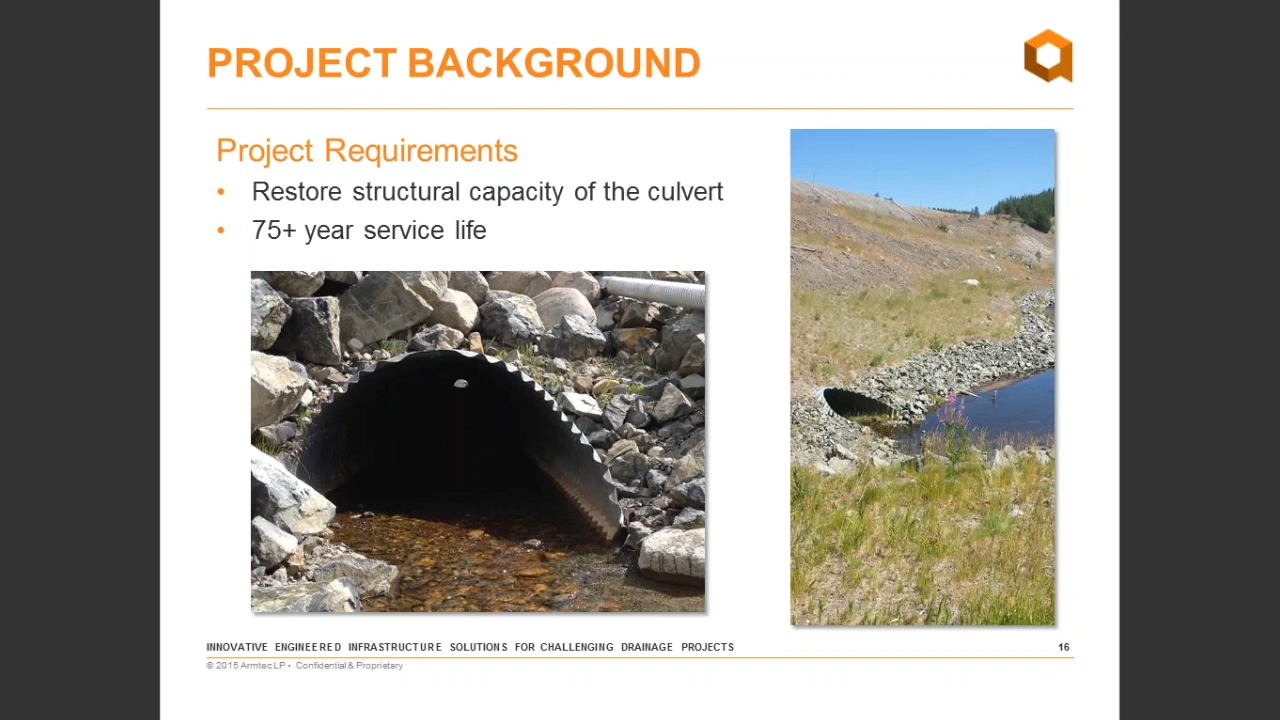 PROJECT BACKGROUND
Project Requirements
• Restore structural capacity of the culvert
• 75+ year service life
INNOVATIVE ENGINEERED INFRASTRUCTURE SOLUTIONS FOR CHALLENGING DRAINAGE PROJECTS
16
© 2015 Armtec LP • Confidential & Proprietary